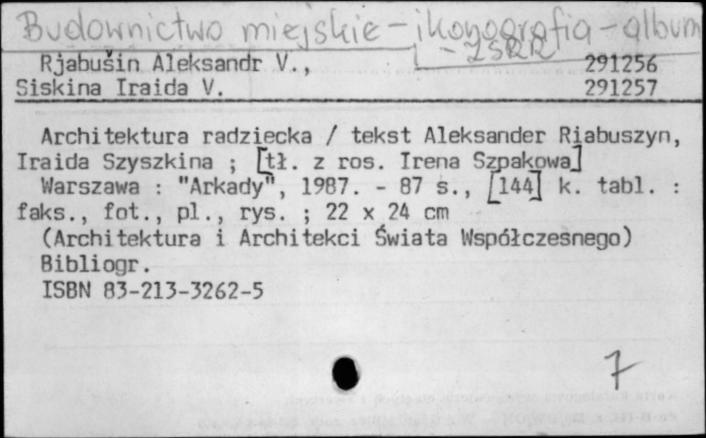 Budownictwo miejskie - ikonografia - album
- ZSRR
Rjabušin Aleksandr V., 291256
Siskina Iraida V. 291257
Architektura radziecka / tekst Aleksander Riabuszyn,
Iraida Szyszkina ; [tł. z ros. Irena Szpakowa]
Warszawa : "Arkady", 1987. - 87 s., [144] k. tabl. :
faks., fot., pl., rys. ; 22 x 24 cm
(Architektura i Architekci Świata Współczesnego)
Bibliogr.
ISBN 83-213-3262-5
7